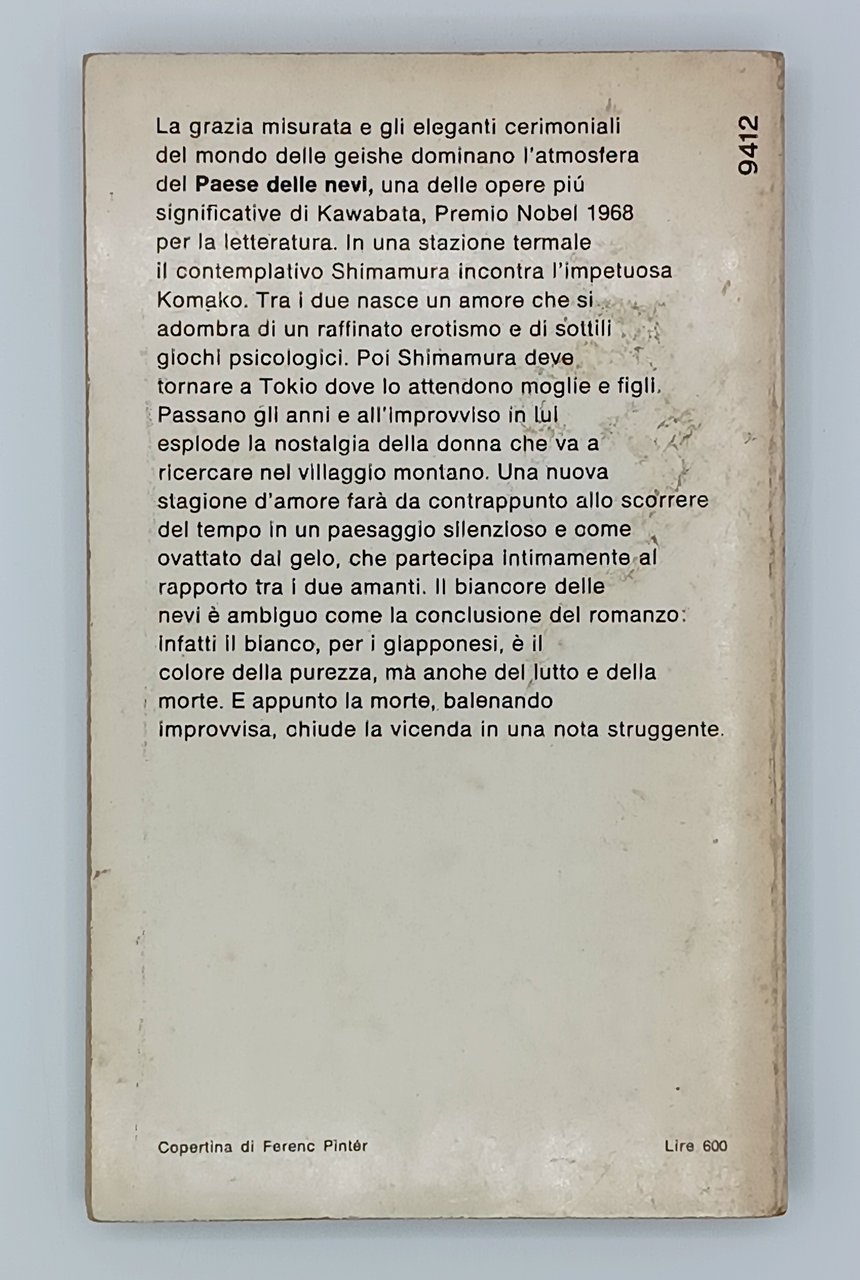 La grazia misurata e gli eleganti cerimoniali
del mondo delle geishe dominano l'atmosfera
del Paese delle nevi, una delle opere piú
significative di Kawabata, Premio Nobel 1968
per la letteratura. In una stazione termale
il contemplativo Shimamura incontra l'impetuosa
Komako. Tra i due nasce un amore che si
adombra di un raffinato erotismo e di sottili
giochi psicologici. Poi Shimamura deve
tornare a Tokio dove lo attendono moglie e figli.
Passano gli anni e all'improvviso in lui
esplode la nostalgia della donna che va a
ricercare nel villaggio montano. Una nuova
stagione d'amore farà da contrappunto allo scorrere
del tempo in un paesaggio silenzioso e come
ovattato dal gelo, che partecipa intimamente al
rapporto tra i due amanti. Il biancore delle
nevi è ambiguo come la conclusione del romanzo:
infatti il bianco, per i giapponesi, è il
colore della purezza, ma anche del lutto e della
morte. E appunto la morte, balenando
improvvisa, chiude la vicenda in una nota struggente.
9412
Copertina di Ferenc Pintér
Lire 600